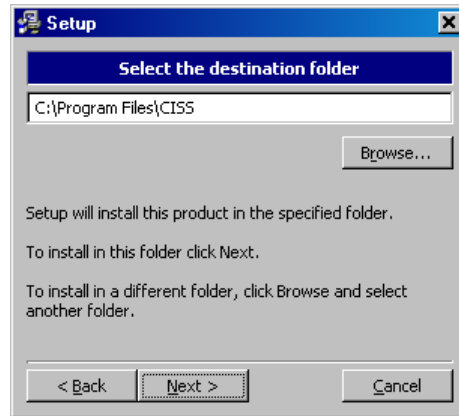 Setup
Select the destination folder
C:\Program Files\CISS
Browse...
Setup will install this product in the specified folder.
To install in this folder click Next.
To install in a different folder, click Browse and select
another folder.
< Back
Next >
Cancel